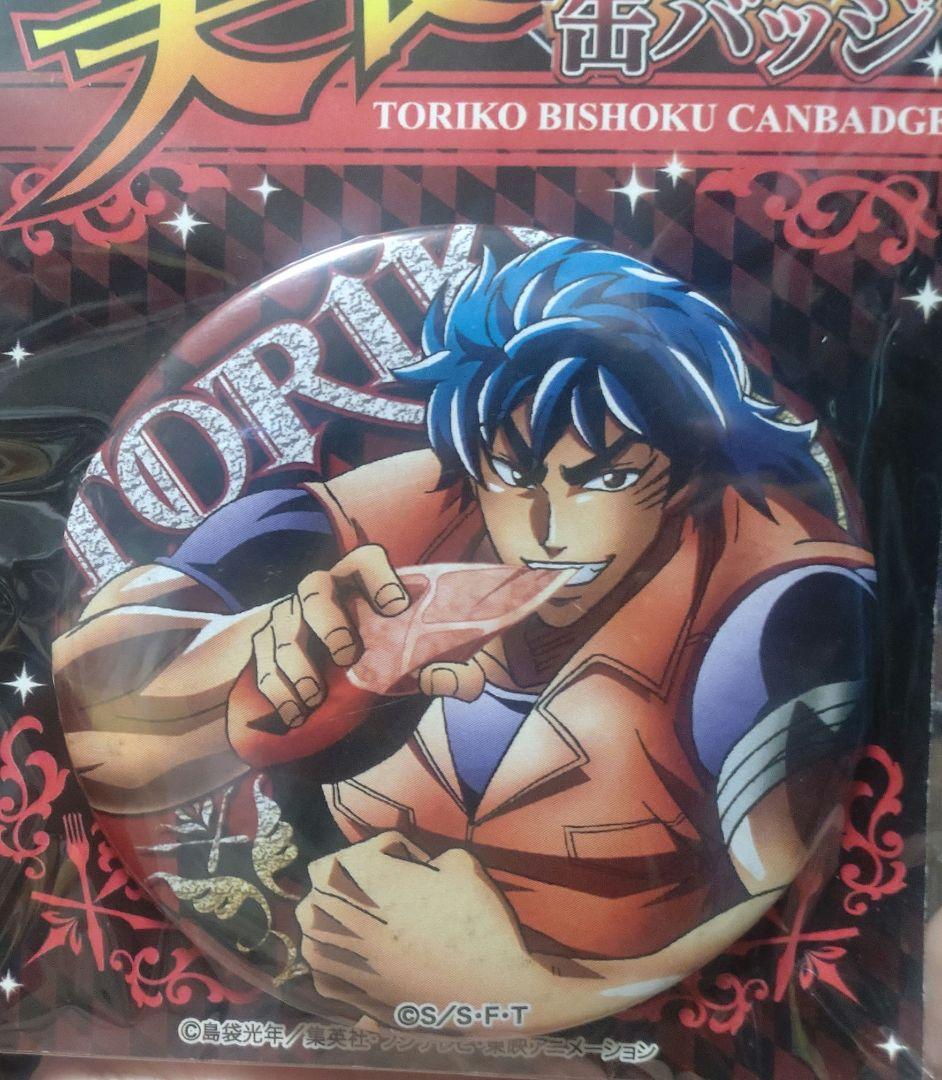 缶バッジ
TORIKO BISHOKU CANBADGE
TORIK
©S/S・F・T
©島袋光年／集英社・フジテレビ・東映アニメーション